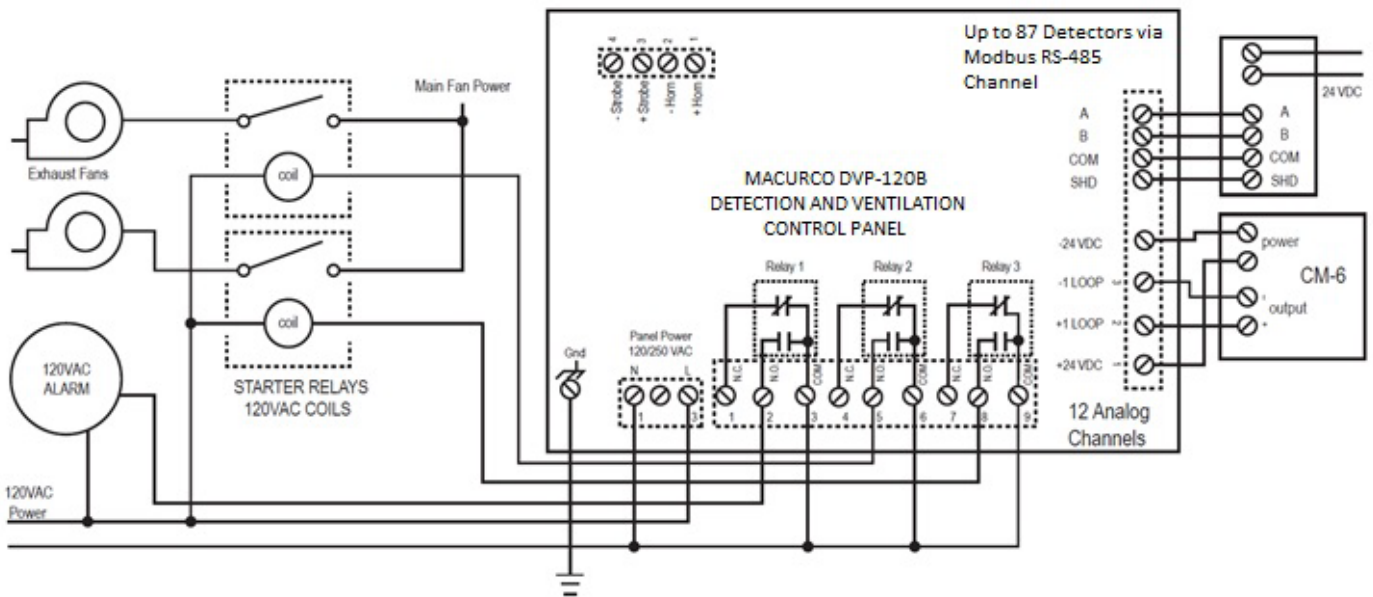 Up to 87 Detectors via
Modbus RS-485
Channel
4
3
2
1
- Strobe
+ Strobe
- Horn
+ Horn
Main Fan Power
Exhaust Fans
coil
coil
STARTER RELAYS
120VAC COILS
120VAC
ALARM
120VAC
Power
MACURCO DVP-120B
DETECTION AND VENTILATION
CONTROL PANEL
Relay 1
Relay 2
Relay 3
Gnd
Panel Power
120/250 VAC
N
L
1
3
N.C.
N.O.
COM
N.C.
N.O.
COM
N.C.
N.O.
COM
1
2
3
4
5
6
7
8
9
A
B
COM
SHD
-24 VDC
-1 LOOP
3
+1 LOOP
2
+24 VDC
1
12 Analog
Channels
24 VDC
A
B
COM
SHD
power
CM-6
-
output
+